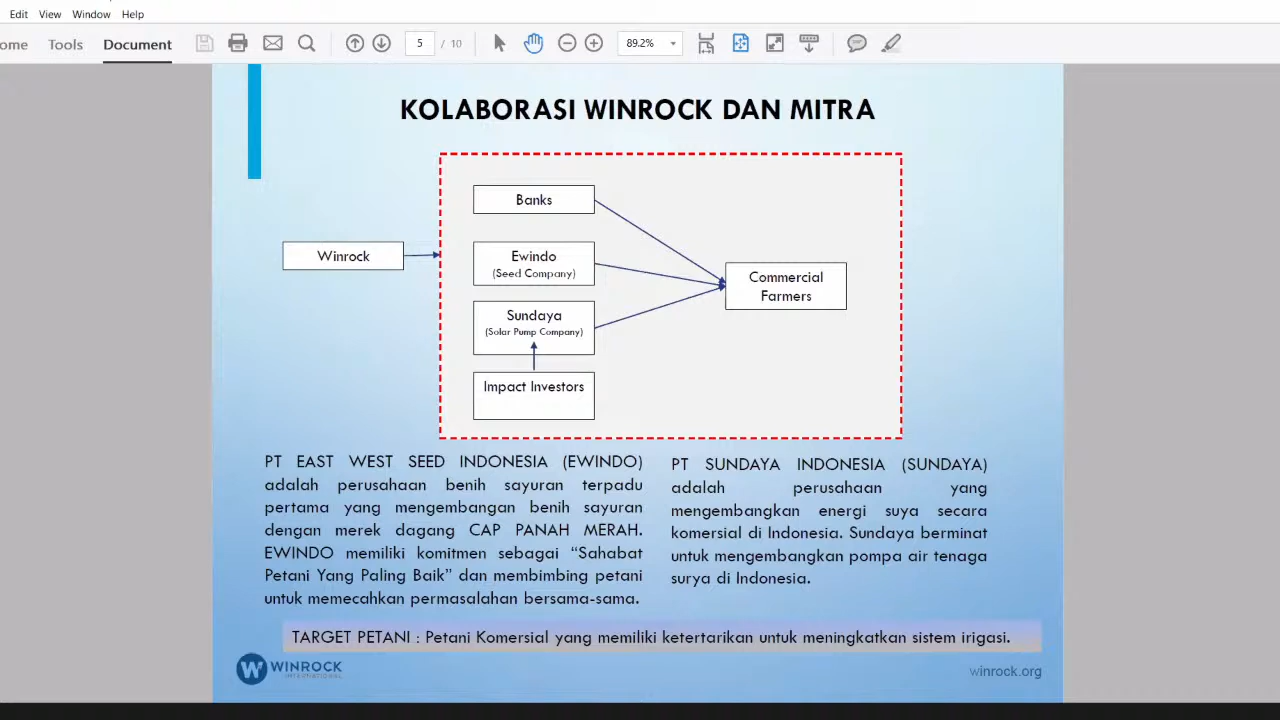 Edit View Window Help
ome Tools Document 5 / 10 89.2%
KOLABORASI WINROCK DAN MITRA
Banks
Winrock
Ewindo
(Seed Company)
Commercial
Farmers
Sundaya
(Solar Pump Company)
Impact Investors
PT EAST WEST SEED INDONESIA (EWINDO)
adalah perusahaan benih sayuran terpadu
pertama yang mengembangan benih sayuran
dengan merek dagang CAP PANAH MERAH.
EWINDO memiliki komitmen sebagai “Sahabat
Petani Yang Paling Baik” dan membimbing petani
untuk memecahkan permasalahan bersama-sama.
PT SUNDAYA INDONESIA (SUNDAYA)
adalah perusahaan yang
mengembangkan energi suya secara
komersial di Indonesia. Sundaya berminat
untuk mengembangkan pompa air tenaga
surya di Indonesia.
TARGET PETANI : Petani Komersial yang memiliki ketertarikan untuk meningkatkan sistem irigasi.
W WINROCK
INTERNATIONAL
winrock.org